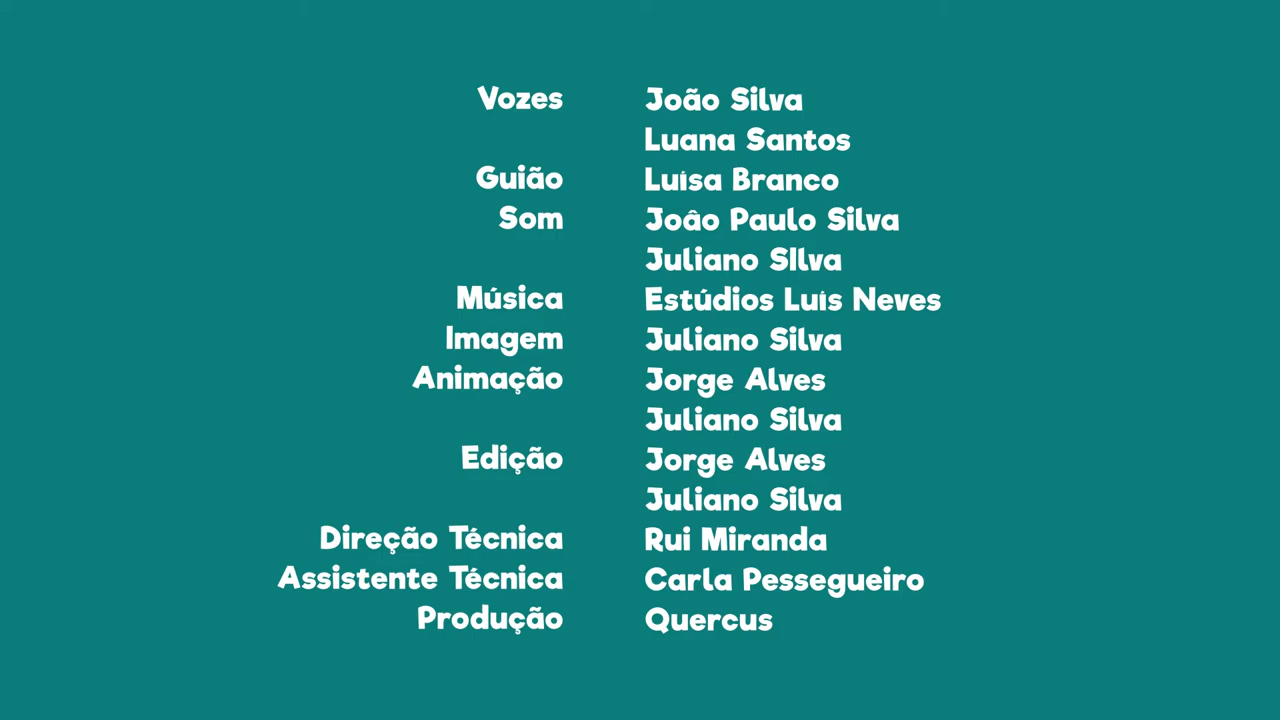 Vozes João Silva
Luana Santos
Guião Luísa Branco
Som Joâo Paulo Silva
Juliano SIlva
Música Estúdios Luís Neves
Imagem Juliano Silva
Animação Jorge Alves
Juliano Silva
Edição Jorge Alves
Juliano Silva
Direção Técnica Rui Miranda
Assistente Técnica Carla Pessegueiro
Produção Quercus